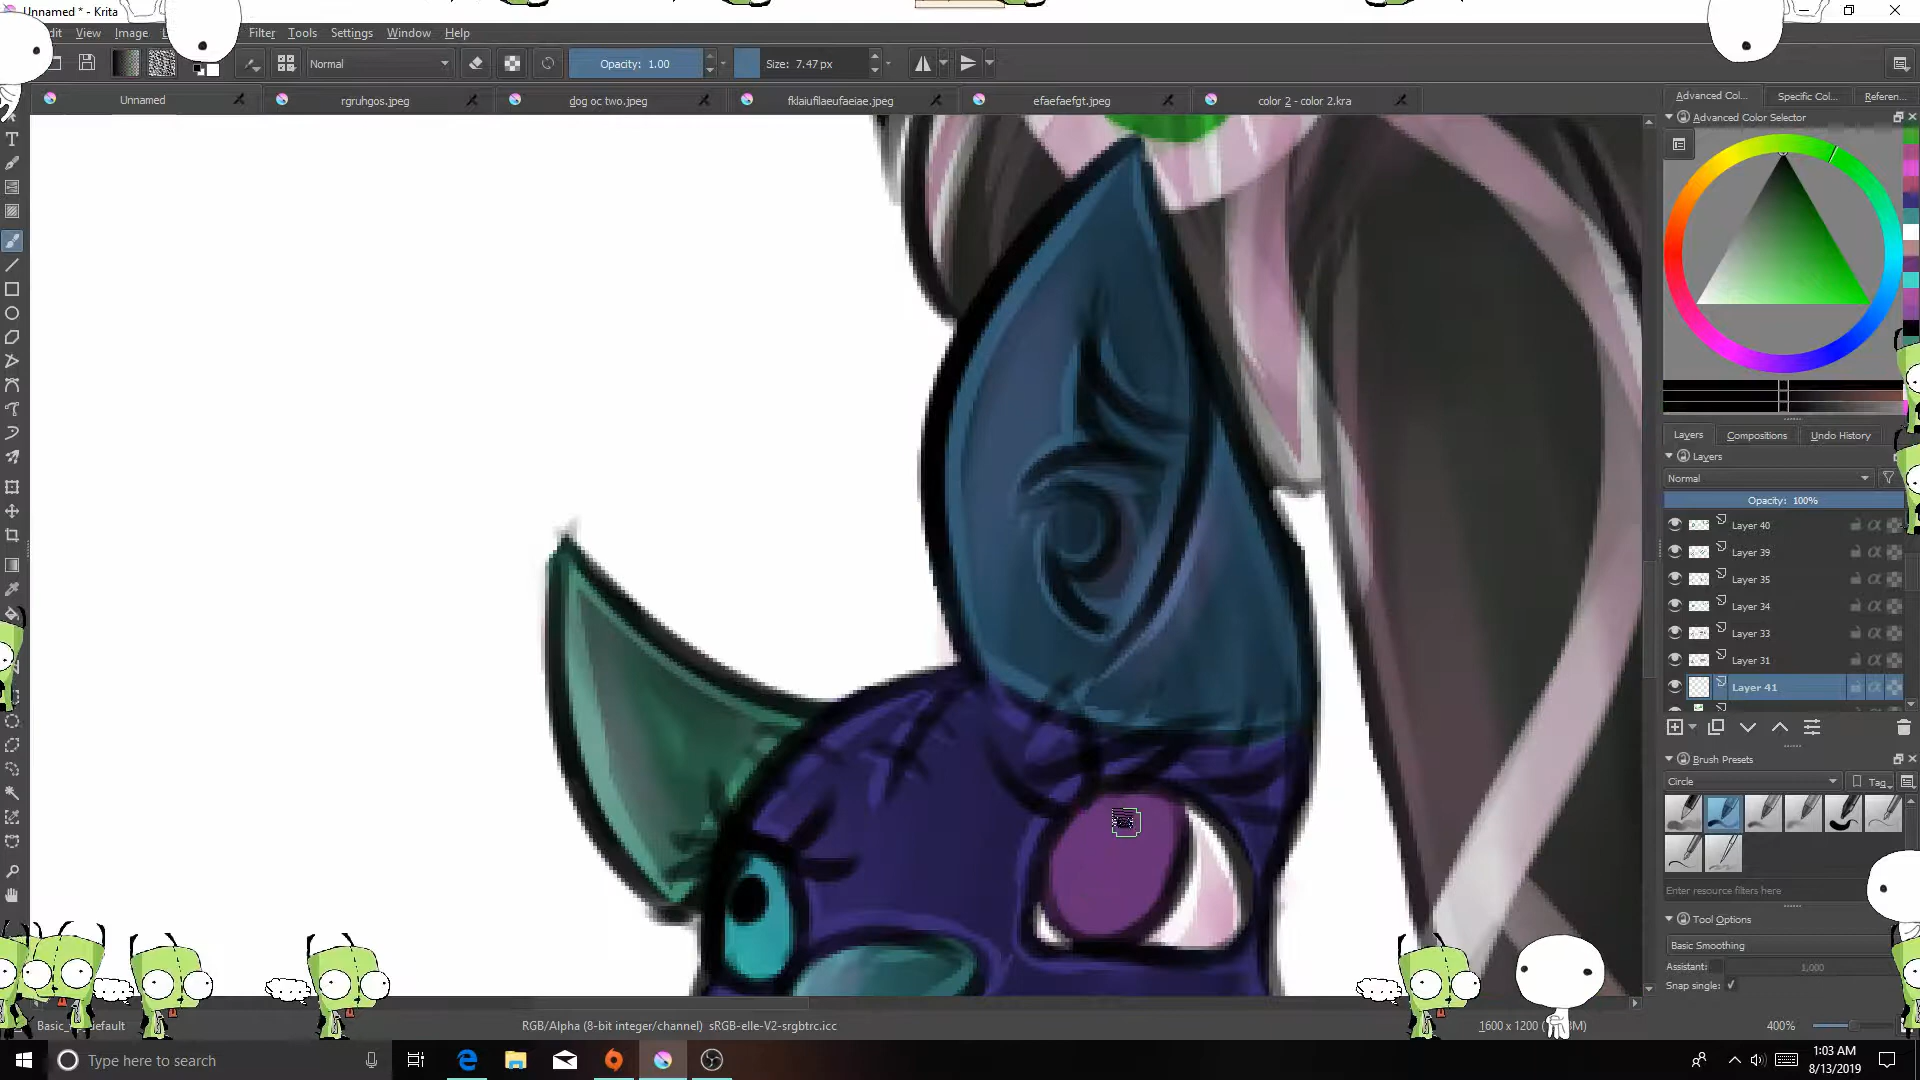 Unnamed * - Krita
View Image Filter Tools Settings Window Help
Normal Opacity: 1.00 Size: 7.47 px
Unnamed rgruhgos.jpeg dog oc two.jpeg fklaiufilaeufaeiae.jpeg efaefaefgt.jpeg color 2 - color 2.kra
Advanced Col... Specific Col... Referen...
Advanced Color Selector
Layers Compositions Undo History
Layers
Normal
Opacity: 100%
Layer 40
Layer 39
Layer 35
Layer 34
Layer 33
Layer 31
Layer 41
Brush Presets
Circle Tag
Enter resource filters here
Tool Options
Basic Smoothing
Assistant: 1,000
Snap single:
RGB/Alpha (8-bit integer/channel) sRGB-elle-V2-srgbtrc.icc 1600 x 1200 400%
Type here to search
1:03 AM
8/13/2019